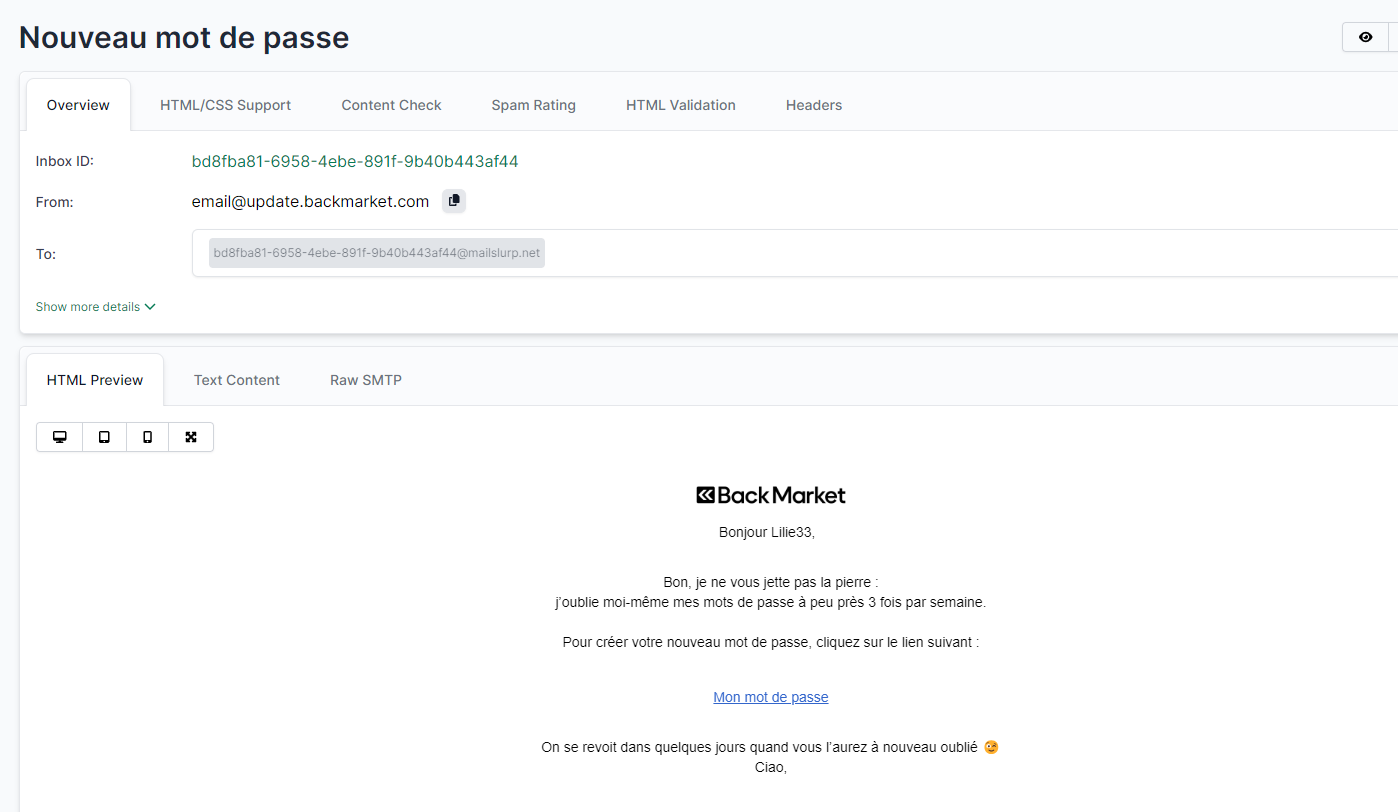 Nouveau mot de passe
Overview HTML/CSS Support Content Check Spam Rating HTML Validation Headers
Inbox ID: bd8fba81-6958-4ebe-891f-9b40b443af44
From: email@update.backmarket.com
To: bd8fba81-6958-4ebe-891f-9b40b443af44@mailslurp.net
Show more details
HTML Preview Text Content Raw SMTP
Back Market
Bonjour Lilie33,
Bon, je ne vous jette pas la pierre :
j’oublie moi-même mes mots de passe à peu près 3 fois par semaine.
Pour créer votre nouveau mot de passe, cliquez sur le lien suivant :
Mon mot de passe
On se revoit dans quelques jours quand vous l’aurez à nouveau oublié 😉
Ciao,